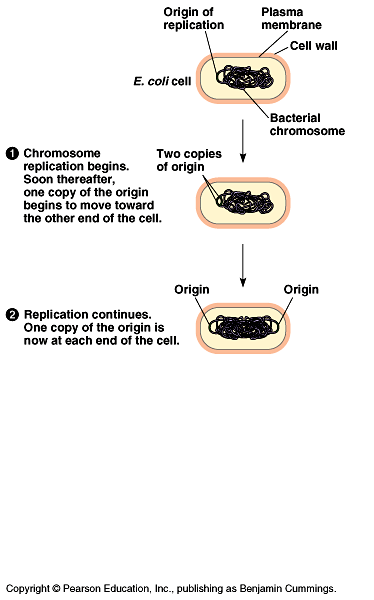 Origin of
replication
Plasma
membrane
Cell wall
E. coli cell
Bacterial
chromosome
1 Chromosome
replication begins.
Soon thereafter,
one copy of the origin
begins to move toward
the other end of the cell.
Two copies
of origin
Origin
Origin
2 Replication continues.
One copy of the origin is
now at each end of the cell.
Copyright © Pearson Education, Inc., publishing as Benjamin Cummings.